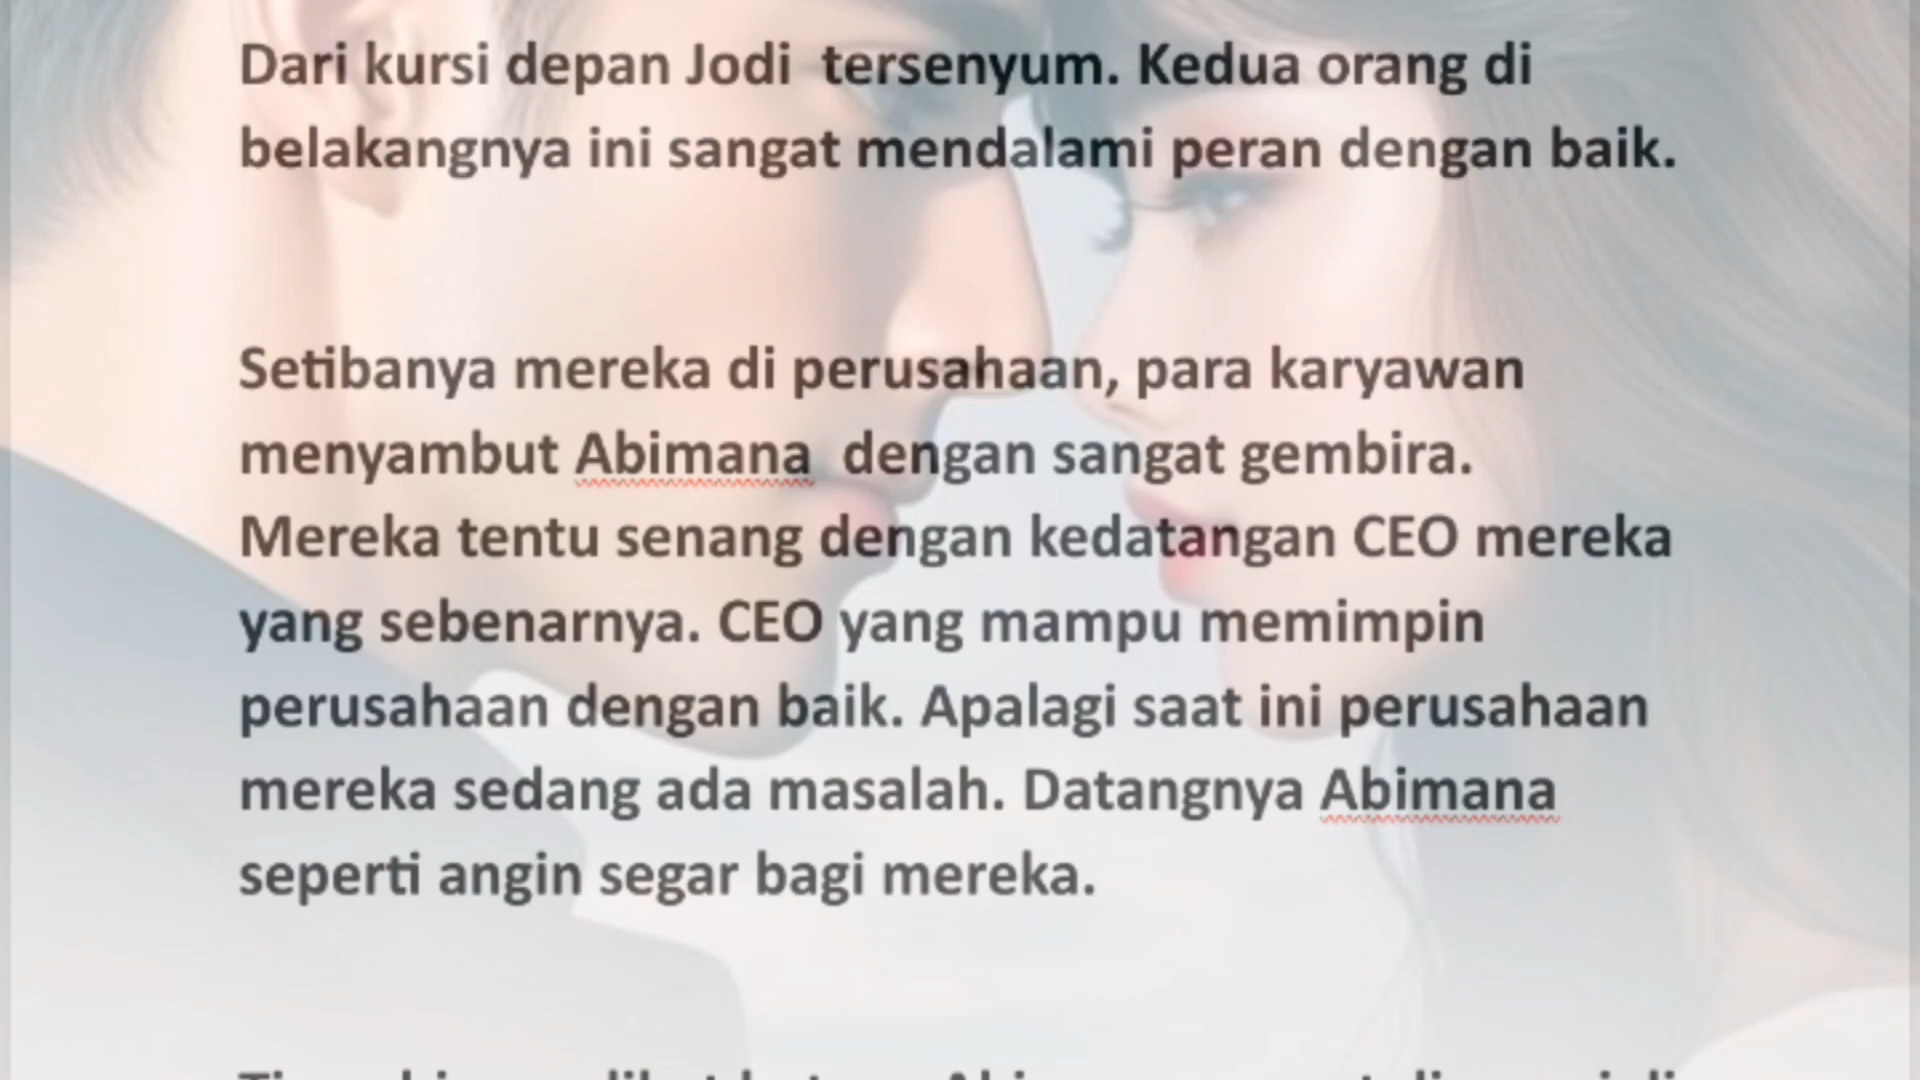 Dari kursi depan Jodi  tersenyum. Kedua orang di
belakangnya ini sangat mendalami peran dengan baik.
Setibanya mereka di perusahaan, para karyawan
menyambut Abimana  dengan sangat gembira.
Mereka tentu senang dengan kedatangan CEO mereka
yang sebenarnya. CEO yang mampu memimpin
perusahaan dengan baik. Apalagi saat ini perusahaan
mereka sedang ada masalah. Datangnya Abimana
seperti angin segar bagi mereka.